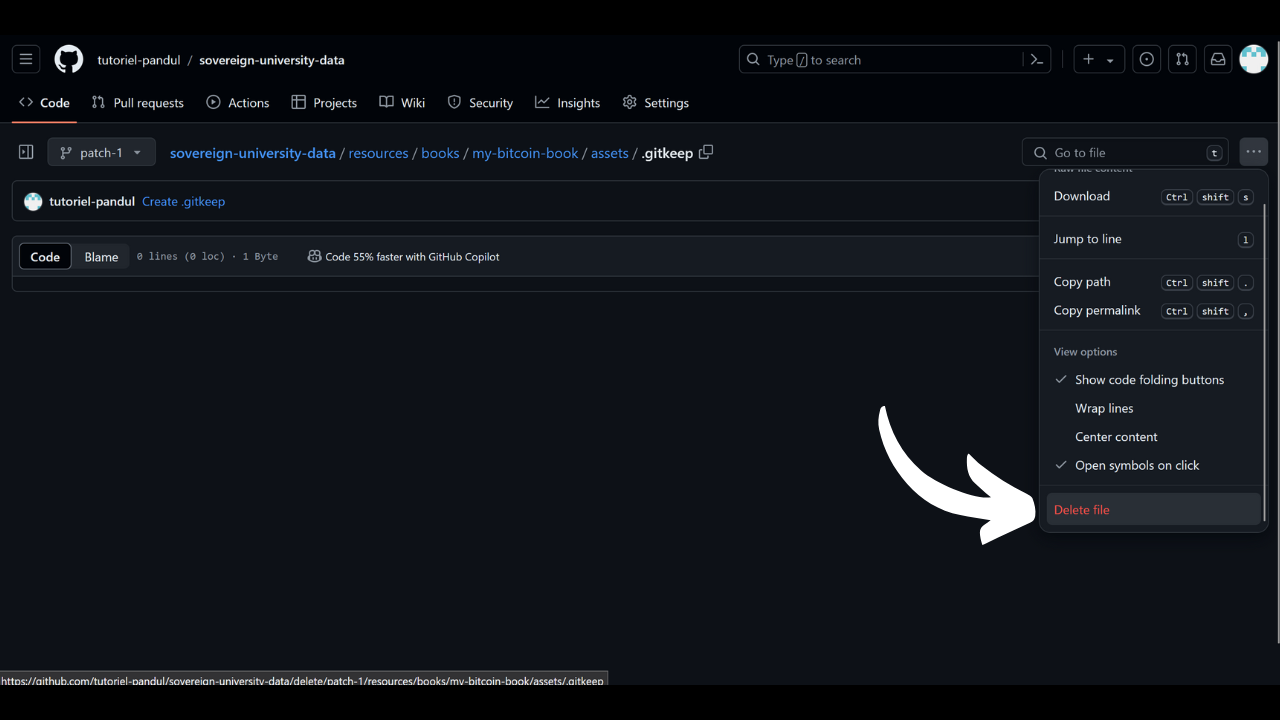 tutoriel-pandul / sovereign-university-data
Type / to search
Code Pull requests Actions Projects Wiki Security Insights Settings
patch-1 sovereign-university-data / resources / books / my-bitcoin-book / assets / .gitkeep
Go to file t
tutoriel-pandul Create .gitkeep
Code Blame 0 lines (0 loc) · 1 Byte Code 55% faster with GitHub Copilot
Raw file content
Download Ctrl shift s
Jump to line l
Copy path Ctrl shift .
Copy permalink Ctrl shift ,
View options
Show code folding buttons
Wrap lines
Center content
Open symbols on click
Delete file
https://github.com/tutoriel-pandul/sovereign-university-data/delete/patch-1/resources/books/my-bitcoin-book/assets/.gitkeep